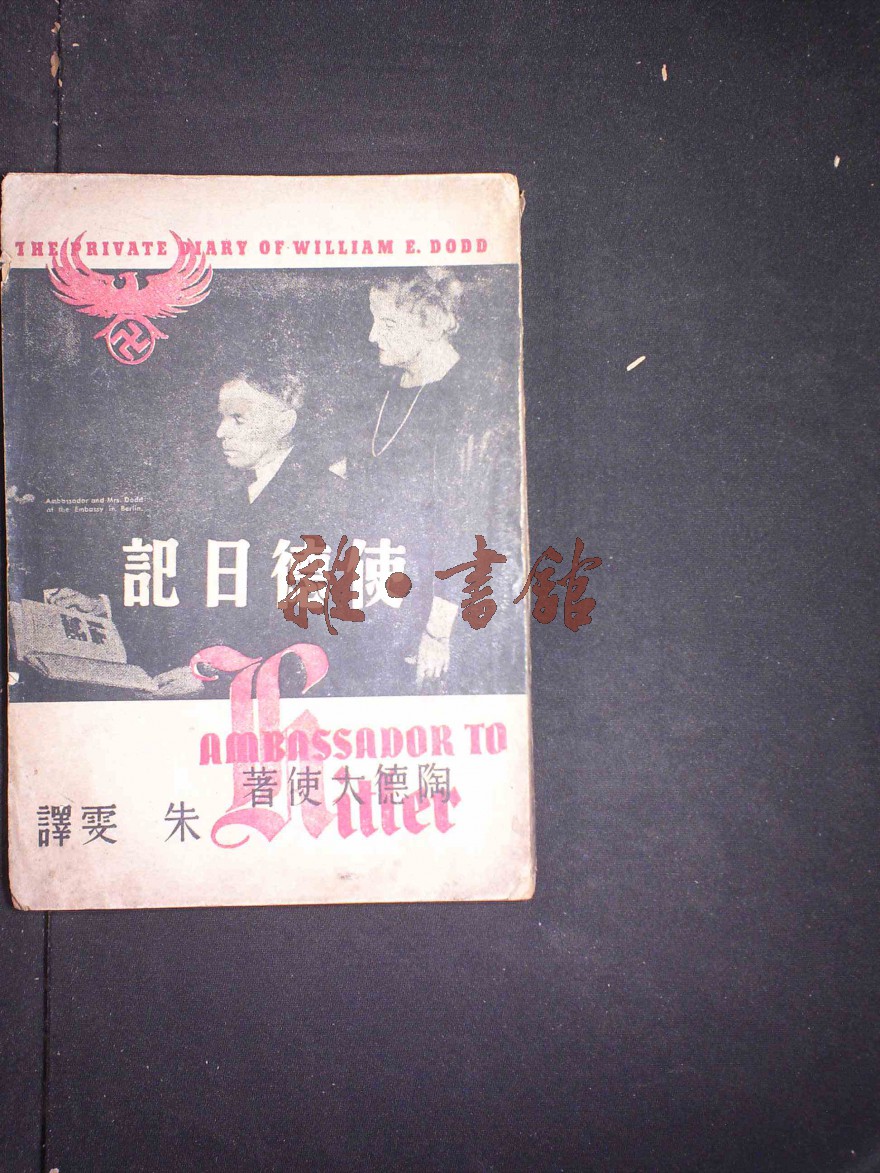 THE PRIVATE DIARY OF WILLIAM E. DODD
Ambassador and Mrs. Dodd
at the Embassy in Berlin.
記日德使
雜·書館
AMBASSADOR TO
Hitler
著使大德陶
譯雯朱